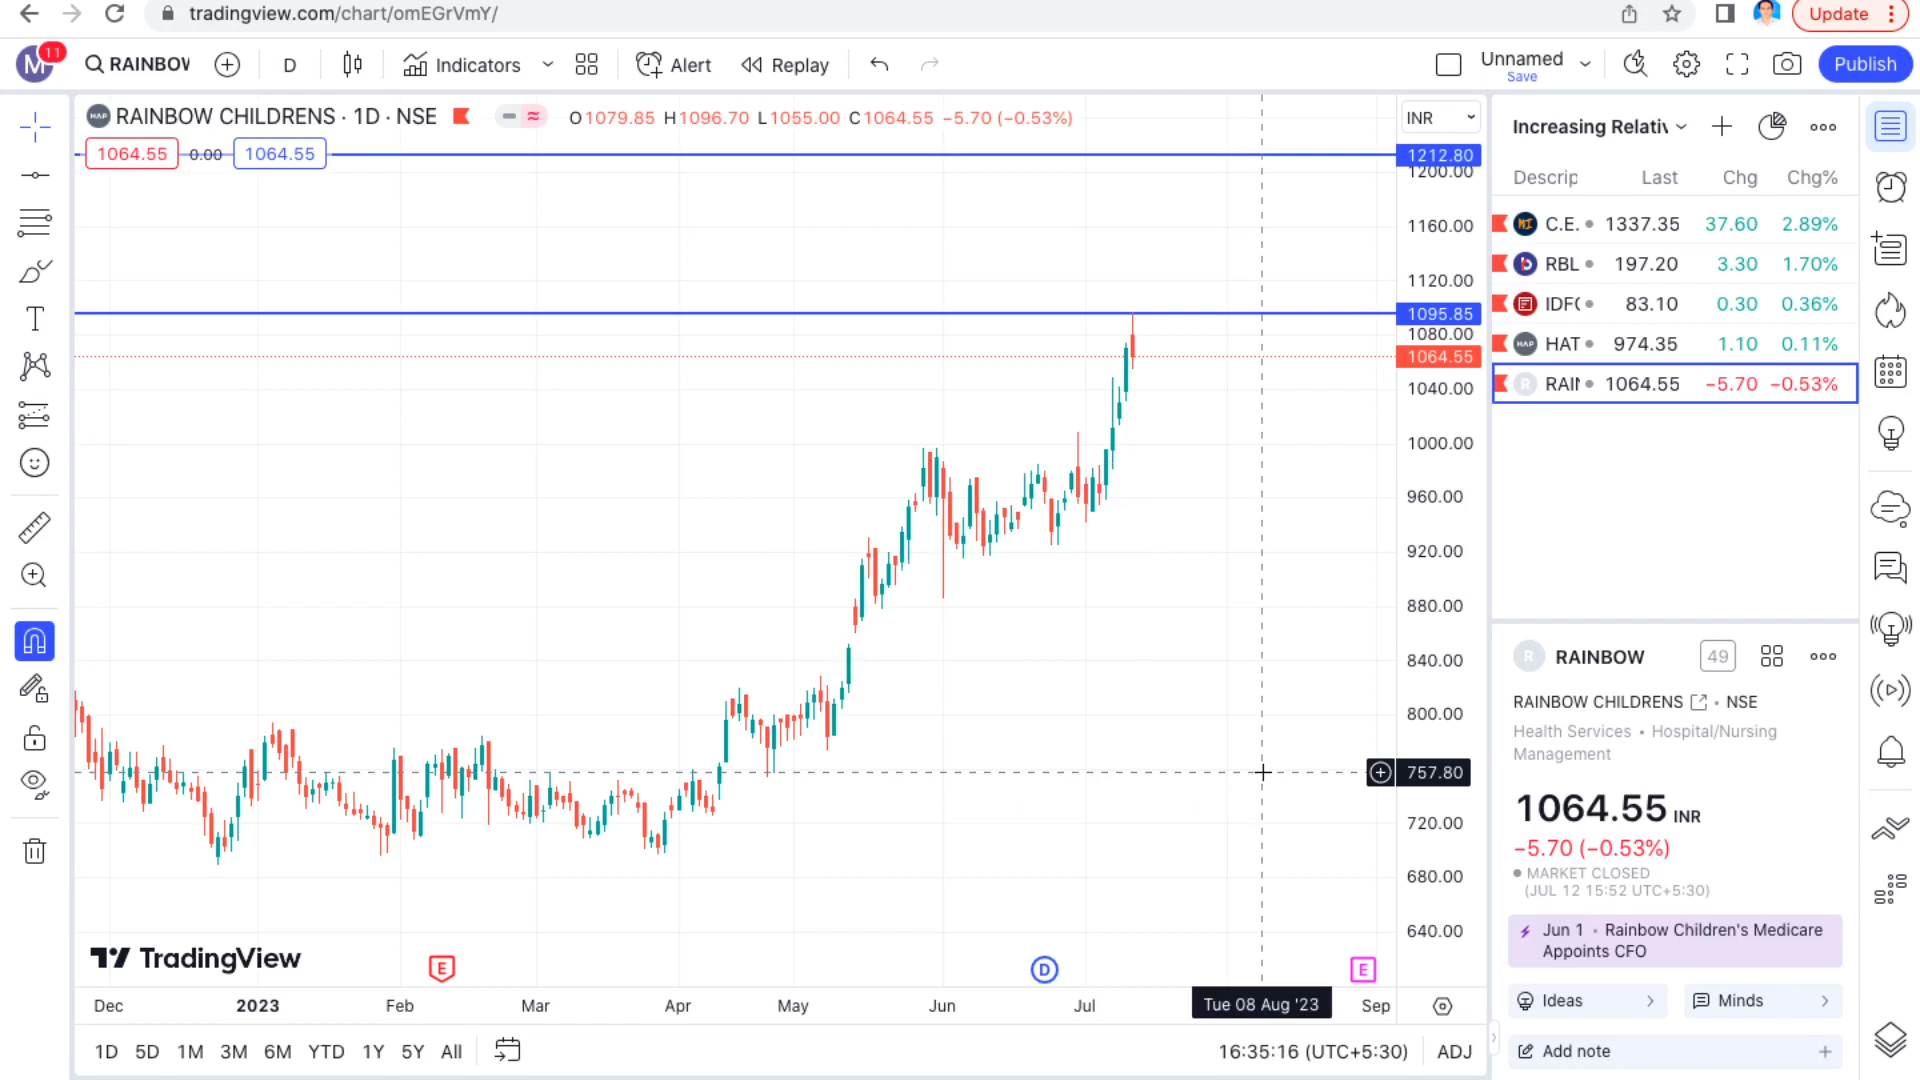 tradingview.com/chart/omEGrVmY/
Update
M 11
RAINBOW
D
Indicators
Alert
Replay
Unnamed
Save
Publish
RAINBOW CHILDRENS · 1D · NSE
O1079.85 H1096.70 L1055.00 C1064.55 −5.70 (−0.53%)
INR
1064.55 0.00 1064.55
1212.80
1200.00
1160.00
1120.00
1095.85
1080.00
1064.55
1040.00
1000.00
960.00
920.00
880.00
840.00
800.00
757.80
720.00
680.00
640.00
TradingView
E
D
E
Dec 2023 Feb Mar Apr May Jun Jul Tue 08 Aug '23 Sep
1D 5D 1M 3M 6M YTD 1Y 5Y All
16:35:16 (UTC+5:30) ADJ
Increasing Relativ
Descrip Last Chg Chg%
C.E. 1337.35 37.60 2.89%
RBL 197.20 3.30 1.70%
IDFC 83.10 0.30 0.36%
HAP HAT 974.35 1.10 0.11%
R RAIN 1064.55 −5.70 −0.53%
R RAINBOW 49
RAINBOW CHILDRENS • NSE
Health Services • Hospital/Nursing
Management
1064.55 INR
−5.70 (−0.53%)
MARKET CLOSED
(JUL 12 15:52 UTC+5:30)
Jun 1 • Rainbow Children's Medicare
Appoints CFO
Ideas
Minds
Add note